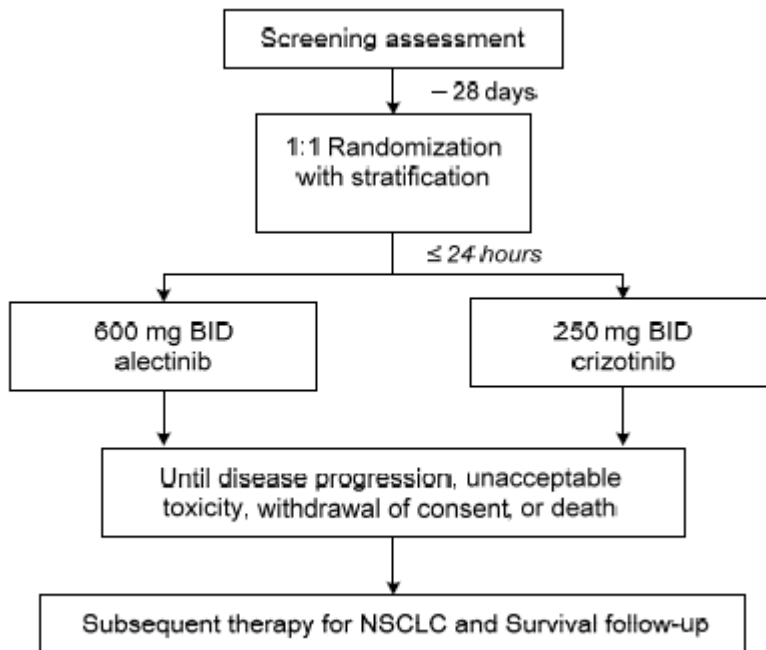 Screening assessment
– 28 days
1:1 Randomization
with stratification
≤ 24 hours
600 mg BID
alectinib
250 mg BID
crizotinib
Until disease progression, unacceptable
toxicity, withdrawal of consent, or death
Subsequent therapy for NSCLC and Survival follow-up